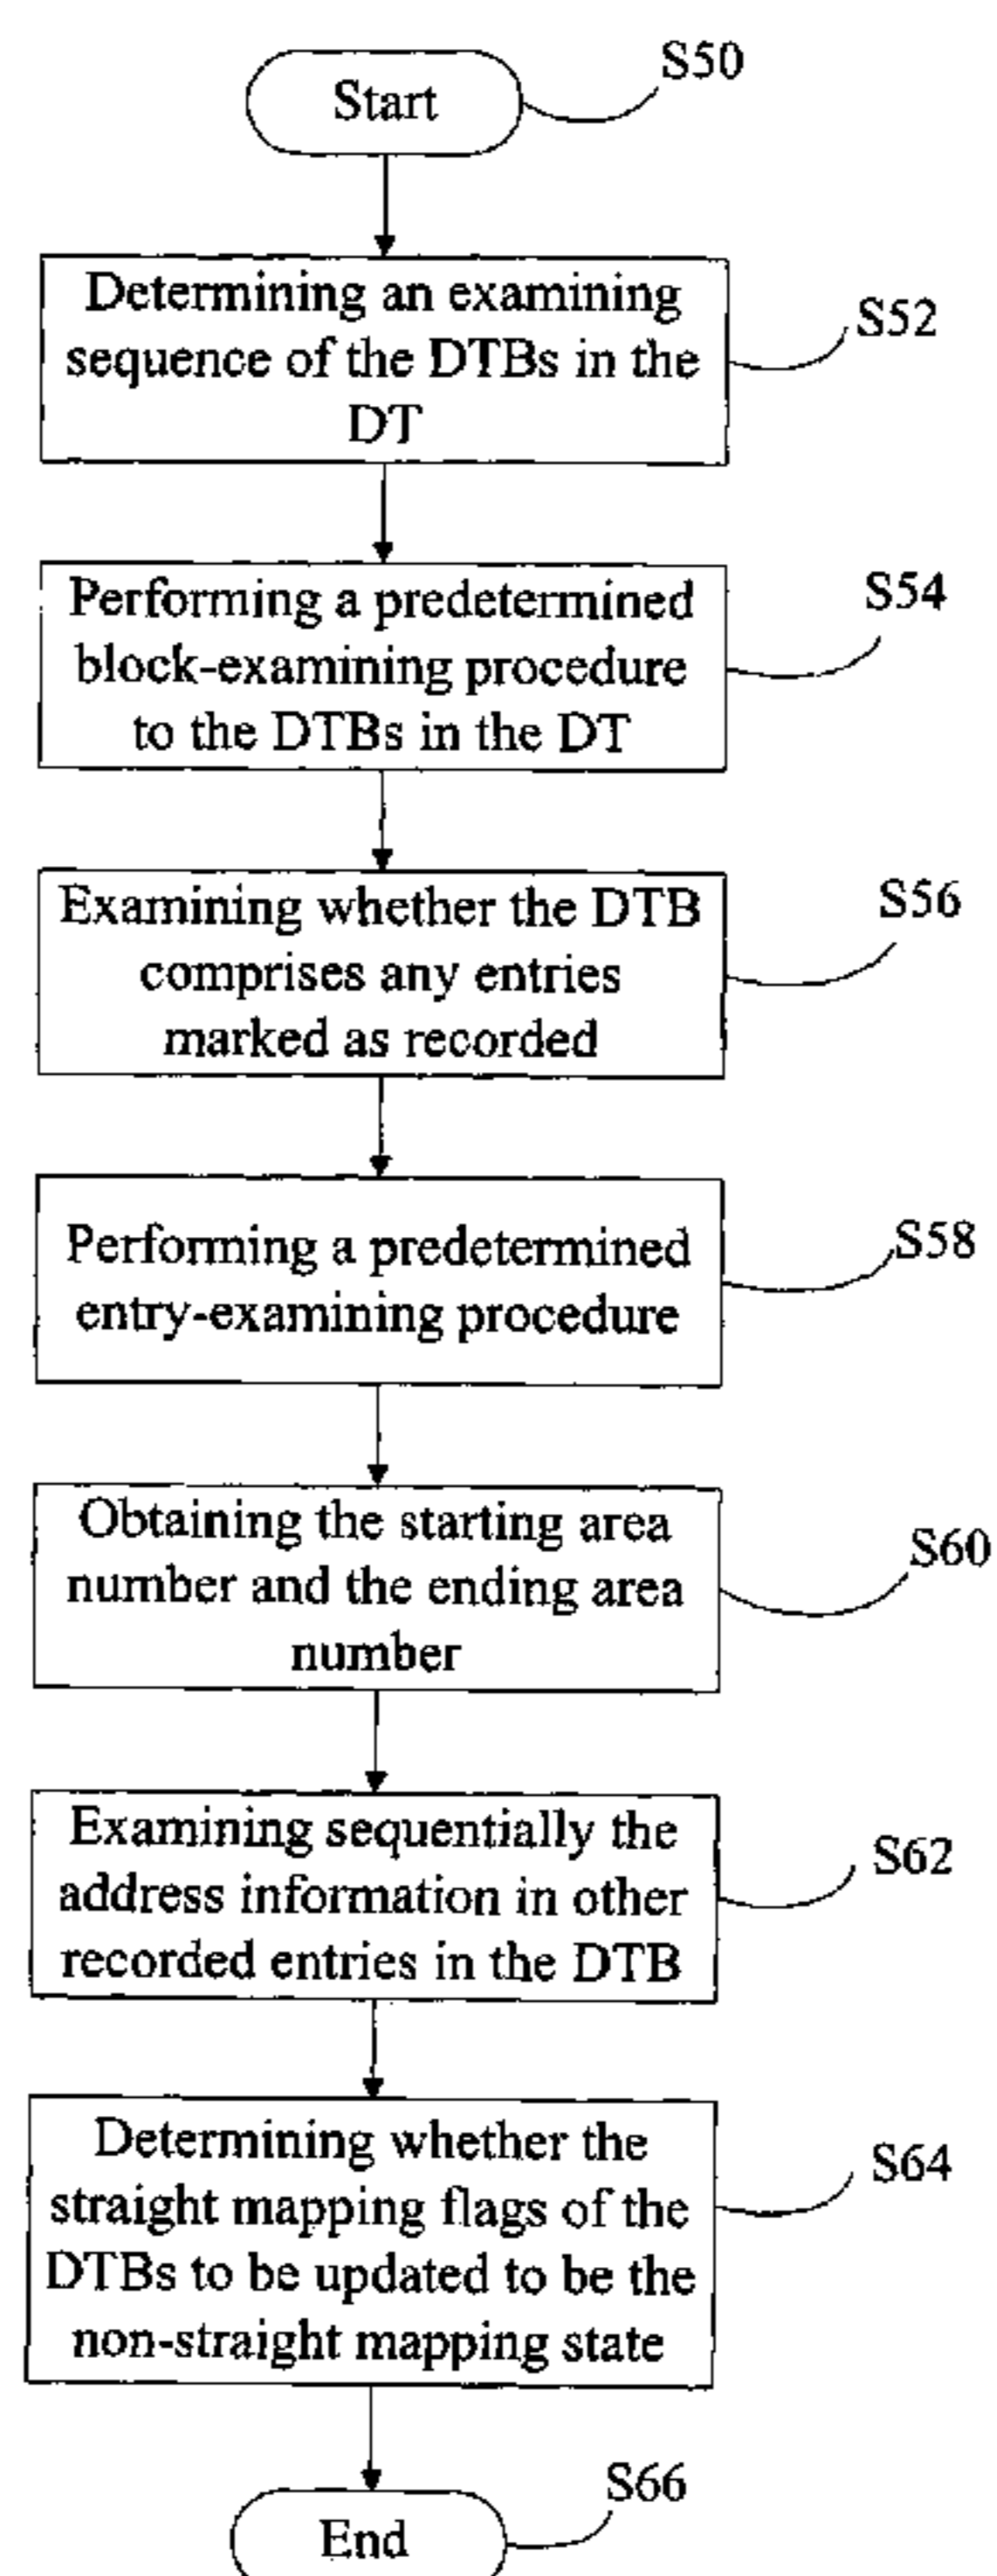 Start
S50
Determining an examining
sequence of the DTBs in the
DT
S52
Performing a predetermined
block-examining procedure
to the DTBs in the DT
S54
Examining whether the DTB
comprises any entries
marked as recorded
S56
Performing a predetermined
entry-examining procedure
S58
Obtaining the starting area
number and the ending area
number
S60
Examining sequentially the
address information in other
recorded entries in the DTB
S62
Determining whether the
straight mapping flags of the
DTBs to be updated to be the
non-straight mapping state
S64
End
S66